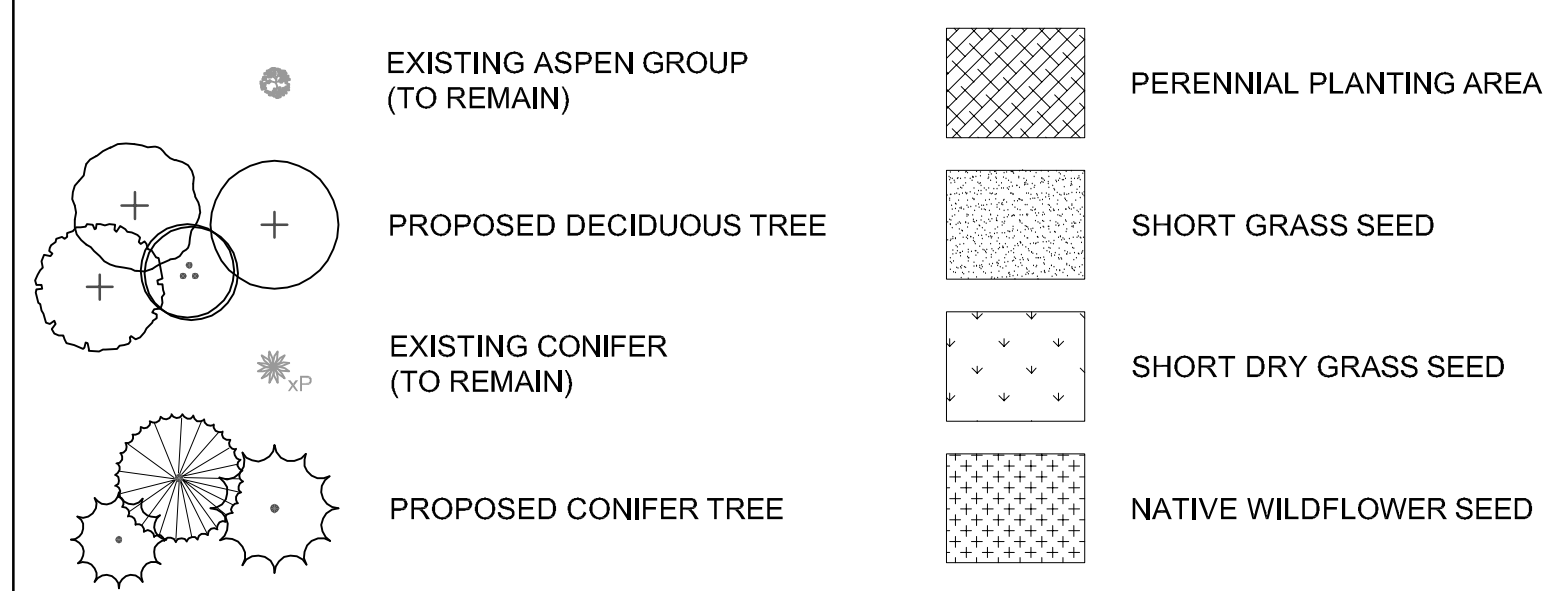 EXISTING ASPEN GROUP
(TO REMAIN)
PROPOSED DECIDUOUS TREE
EXISTING CONIFER
(TO REMAIN)
xP
PROPOSED CONIFER TREE
PERENNIAL PLANTING AREA
SHORT GRASS SEED
SHORT DRY GRASS SEED
NATIVE WILDFLOWER SEED